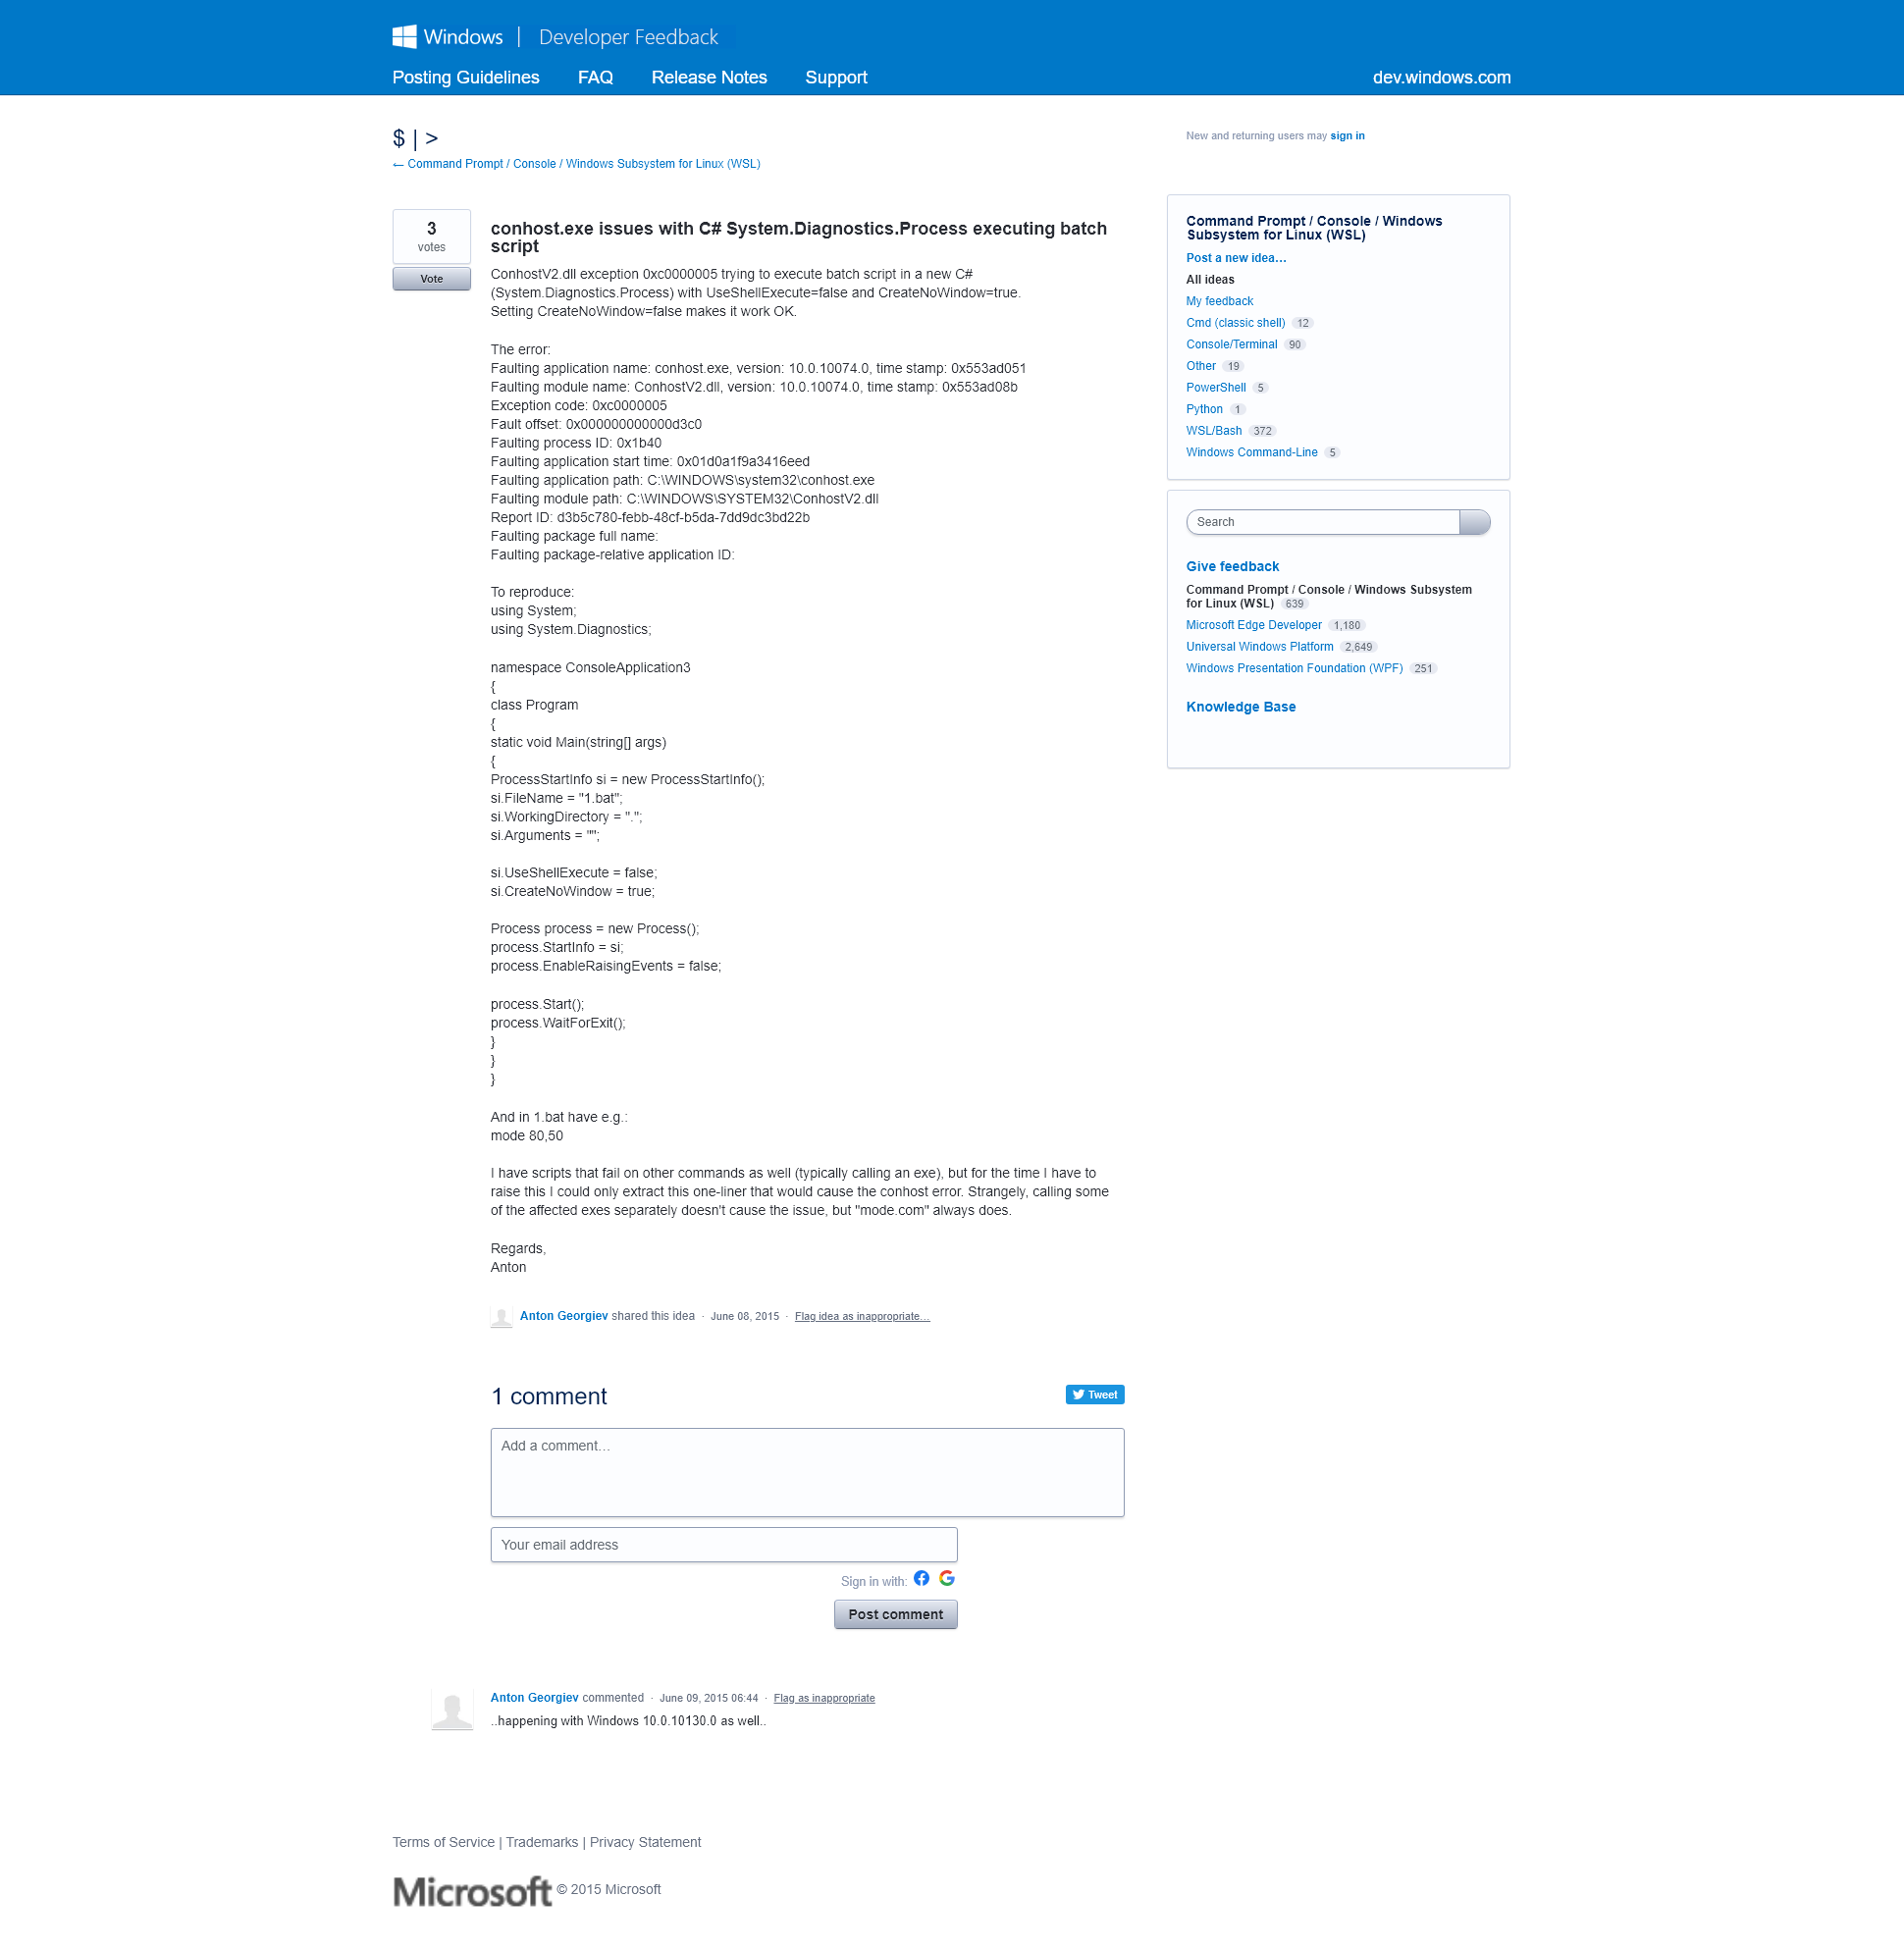 Windows | Developer Feedback
Posting Guidelines FAQ Release Notes Support dev.windows.com
$ | >
← Command Prompt / Console / Windows Subsystem for Linux (WSL)
New and returning users may sign in
3
votes
Vote
conhost.exe issues with C# System.Diagnostics.Process executing batch
script
ConhostV2.dll exception 0xc0000005 trying to execute batch script in a new C#
(System.Diagnostics.Process) with UseShellExecute=false and CreateNoWindow=true.
Setting CreateNoWindow=false makes it work OK.
The error:
Faulting application name: conhost.exe, version: 10.0.10074.0, time stamp: 0x553ad051
Faulting module name: ConhostV2.dll, version: 10.0.10074.0, time stamp: 0x553ad08b
Exception code: 0xc0000005
Fault offset: 0x000000000000d3c0
Faulting process ID: 0x1b40
Faulting application start time: 0x01d0a1f9a3416eed
Faulting application path: C:\WINDOWS\system32\conhost.exe
Faulting module path: C:\WINDOWS\SYSTEM32\ConhostV2.dll
Report ID: d3b5c780-febb-48cf-b5da-7dd9dc3bd22b
Faulting package full name:
Faulting package-relative application ID:
To reproduce:
using System;
using System.Diagnostics;
namespace ConsoleApplication3
{
class Program
{
static void Main(string[] args)
{
ProcessStartInfo si = new ProcessStartInfo();
si.FileName = "1.bat";
si.WorkingDirectory = ".";
si.Arguments = "";
si.UseShellExecute = false;
si.CreateNoWindow = true;
Process process = new Process();
process.StartInfo = si;
process.EnableRaisingEvents = false;
process.Start();
process.WaitForExit();
}
}
}
And in 1.bat have e.g.:
mode 80,50
I have scripts that fail on other commands as well (typically calling an exe), but for the time I have to
raise this I could only extract this one-liner that would cause the conhost error. Strangely, calling some
of the affected exes separately doesn't cause the issue, but "mode.com" always does.
Regards,
Anton
Anton Georgiev shared this idea · June 08, 2015 · Flag idea as inappropriate…
1 comment
Tweet
Add a comment…
Your email address
Sign in with:
Post comment
Anton Georgiev commented · June 09, 2015 06:44 · Flag as inappropriate
..happening with Windows 10.0.10130.0 as well..
Command Prompt / Console / Windows
Subsystem for Linux (WSL)
Post a new idea…
All ideas
My feedback
Cmd (classic shell) 12
Console/Terminal 90
Other 19
PowerShell 5
Python 1
WSL/Bash 372
Windows Command-Line 5
Search
Give feedback
Command Prompt / Console / Windows Subsystem
for Linux (WSL) 639
Microsoft Edge Developer 1,180
Universal Windows Platform 2,649
Windows Presentation Foundation (WPF) 251
Knowledge Base
Terms of Service | Trademarks | Privacy Statement
Microsoft © 2015 Microsoft